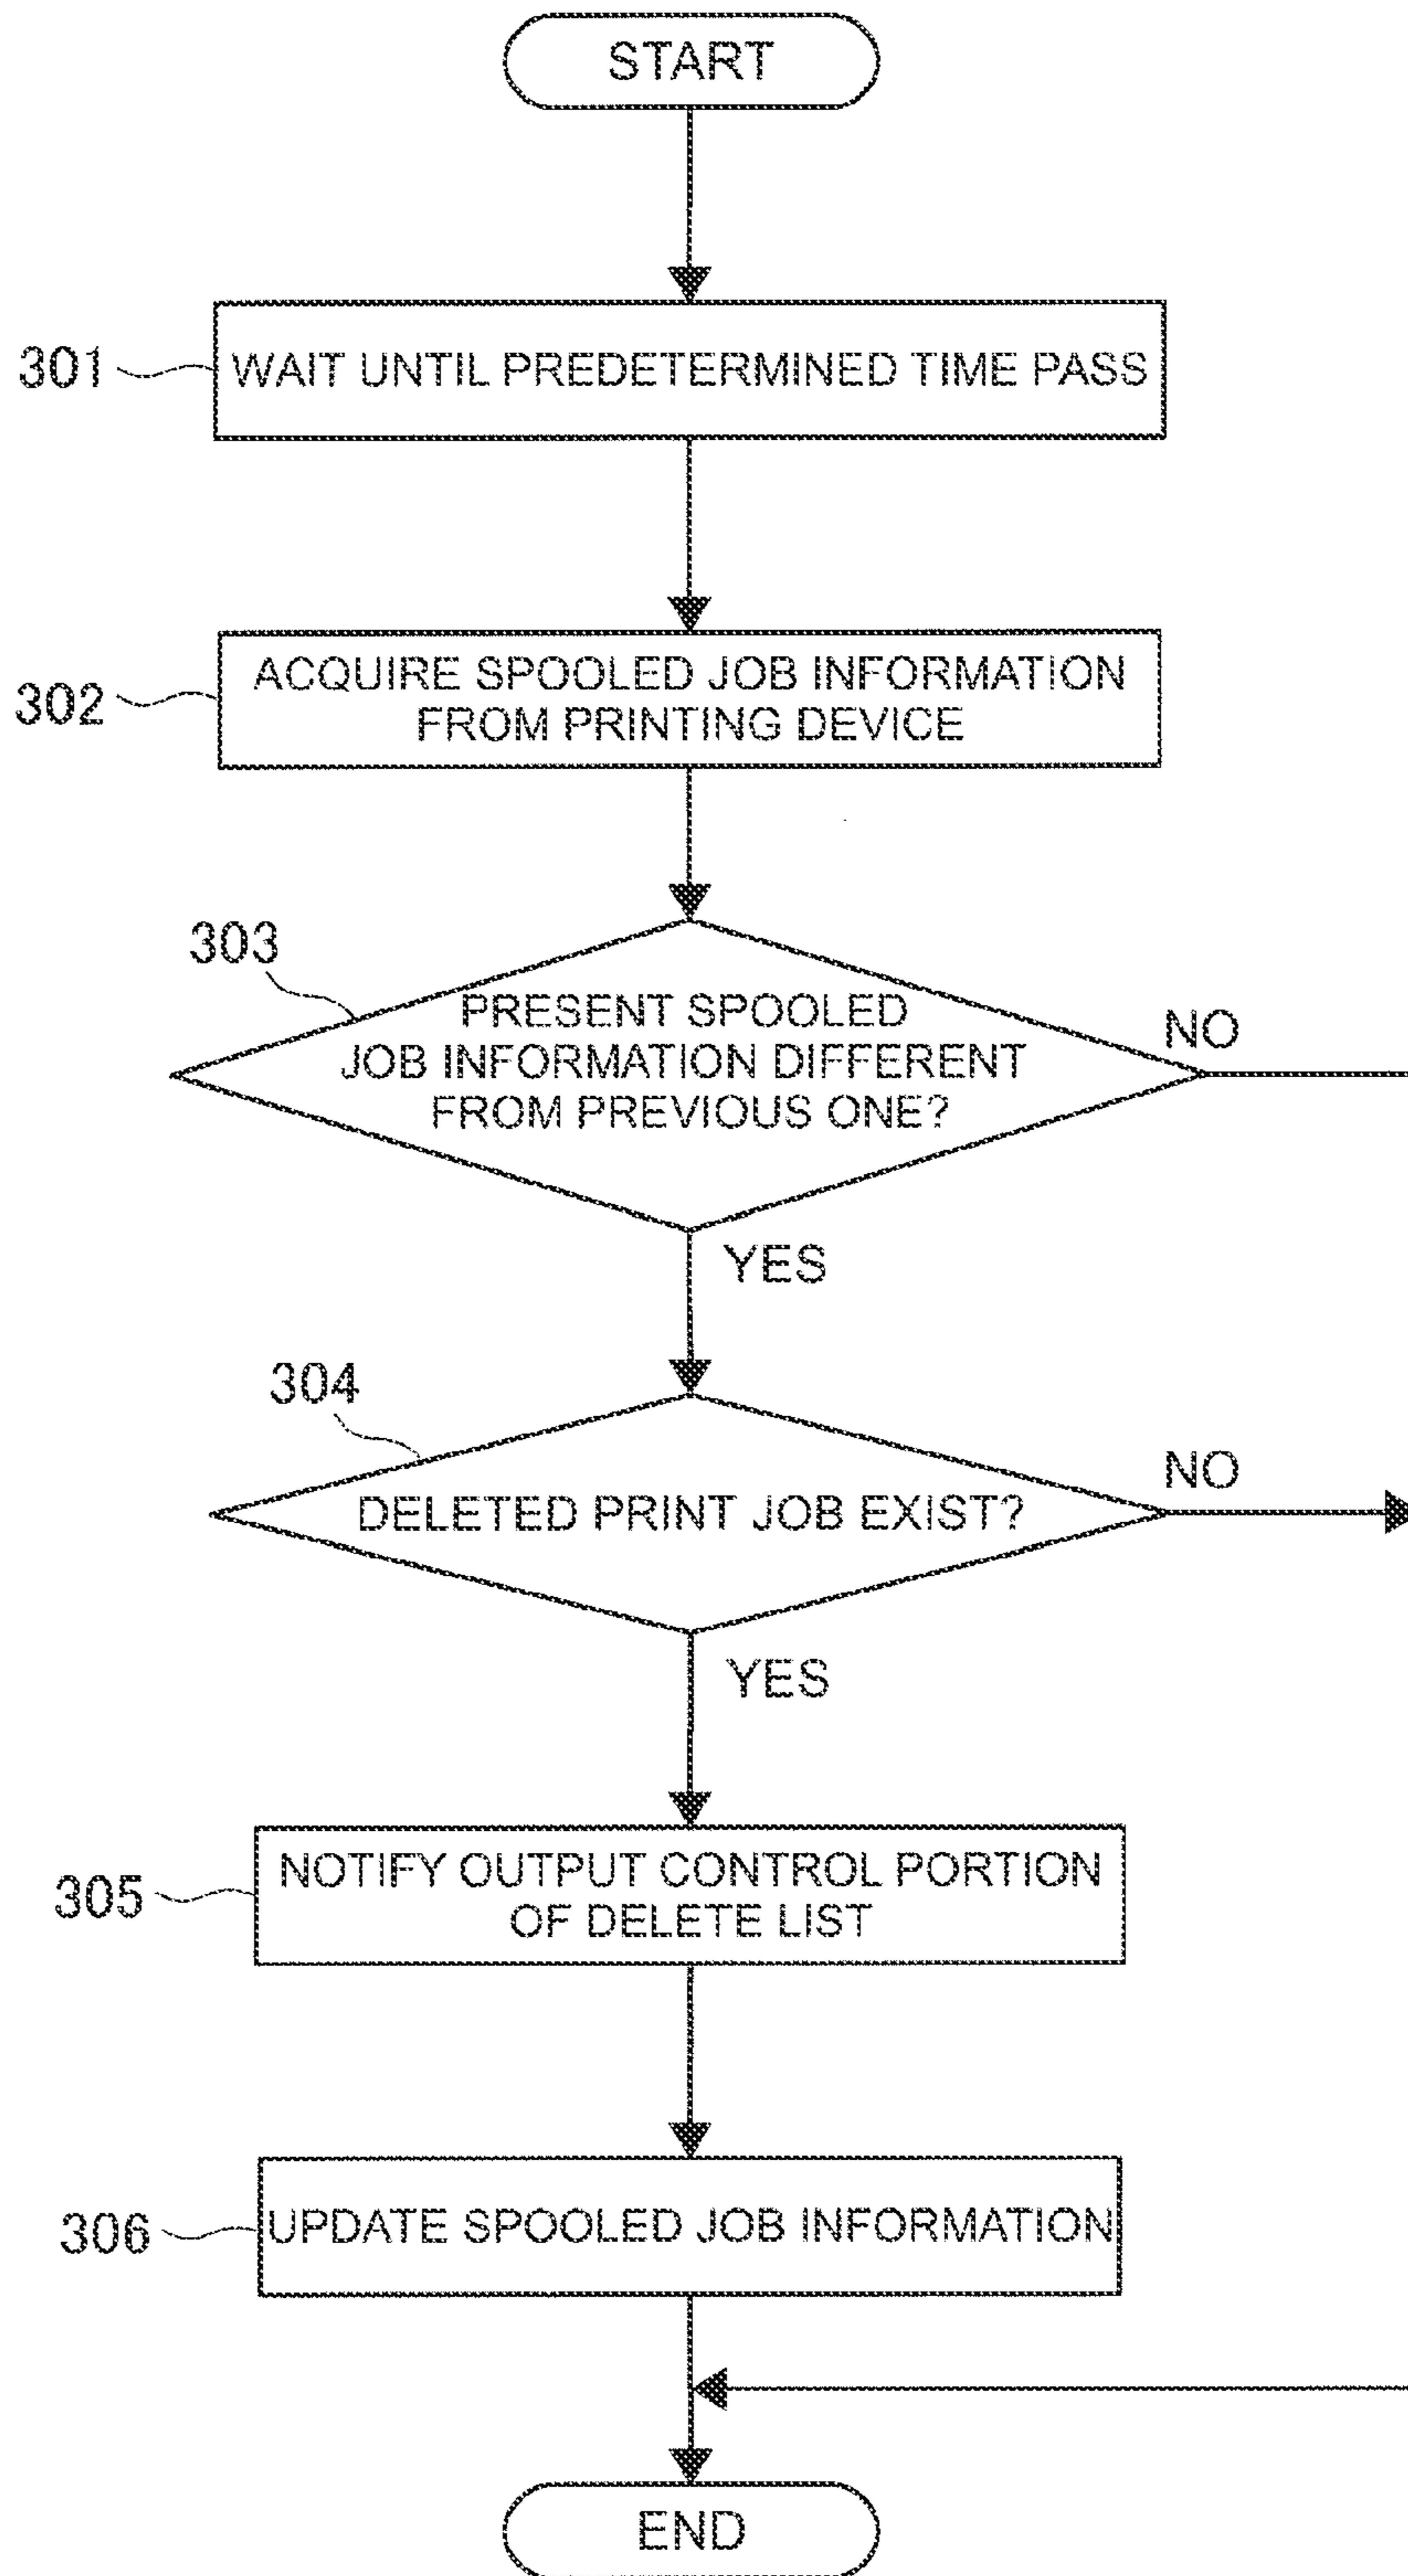 START
301
WAIT UNTIL PREDETERMINED TIME PASS
302
ACQUIRE SPOOLED JOB INFORMATION
FROM PRINTING DEVICE
303
PRESENT SPOOLED
JOB INFORMATION DIFFERENT
FROM PREVIOUS ONE?
NO
YES
304
DELETED PRINT JOB EXIST?
NO
YES
305
NOTIFY OUTPUT CONTROL PORTION
OF DELETE LIST
306
UPDATE SPOOLED JOB INFORMATION
END